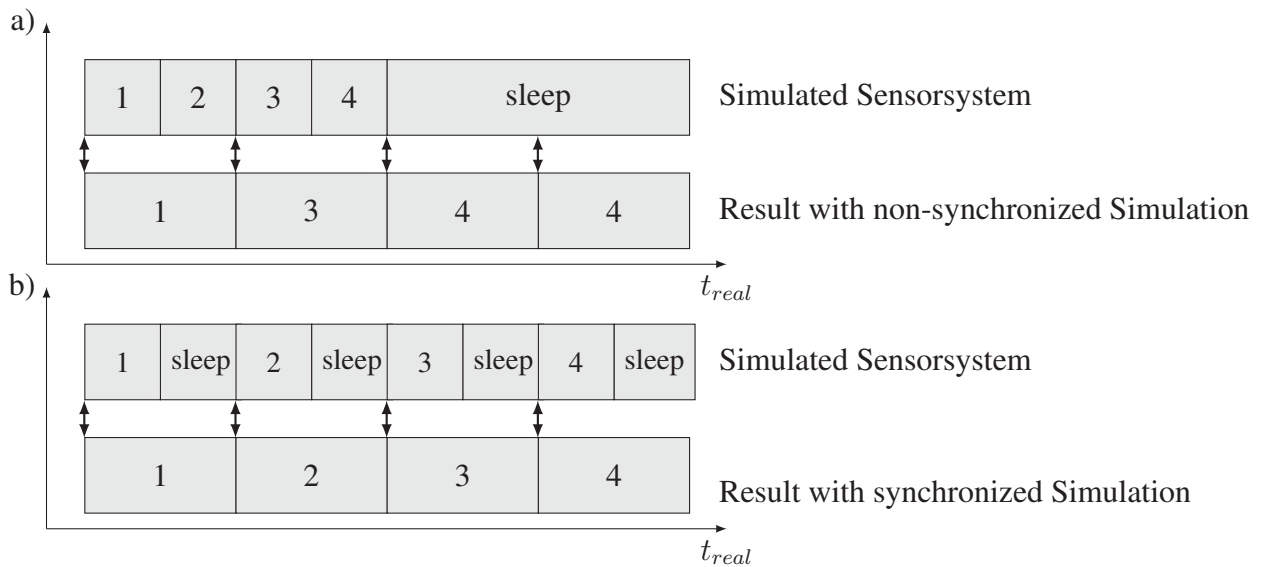 a)
1 2 3 4 sleep Simulated Sensorsystem
1 3 4 4 Result with non-synchronized Simulation
t_real
b)
1 sleep 2 sleep 3 sleep 4 sleep Simulated Sensorsystem
1 2 3 4 Result with synchronized Simulation
t_real